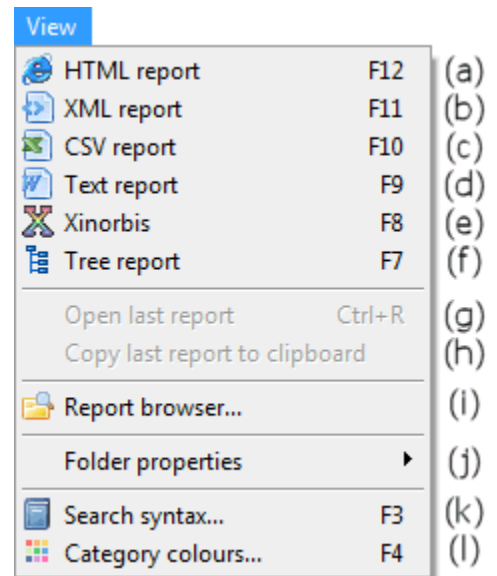 View
HTML report F12 (a)
XML report F11 (b)
CSV report F10 (c)
Text report F9 (d)
Xinorbis F8 (e)
Tree report F7 (f)
Open last report Ctrl+R (g)
Copy last report to clipboard (h)
Report browser... (i)
Folder properties (j)
Search syntax... F3 (k)
Category colours... F4 (l)